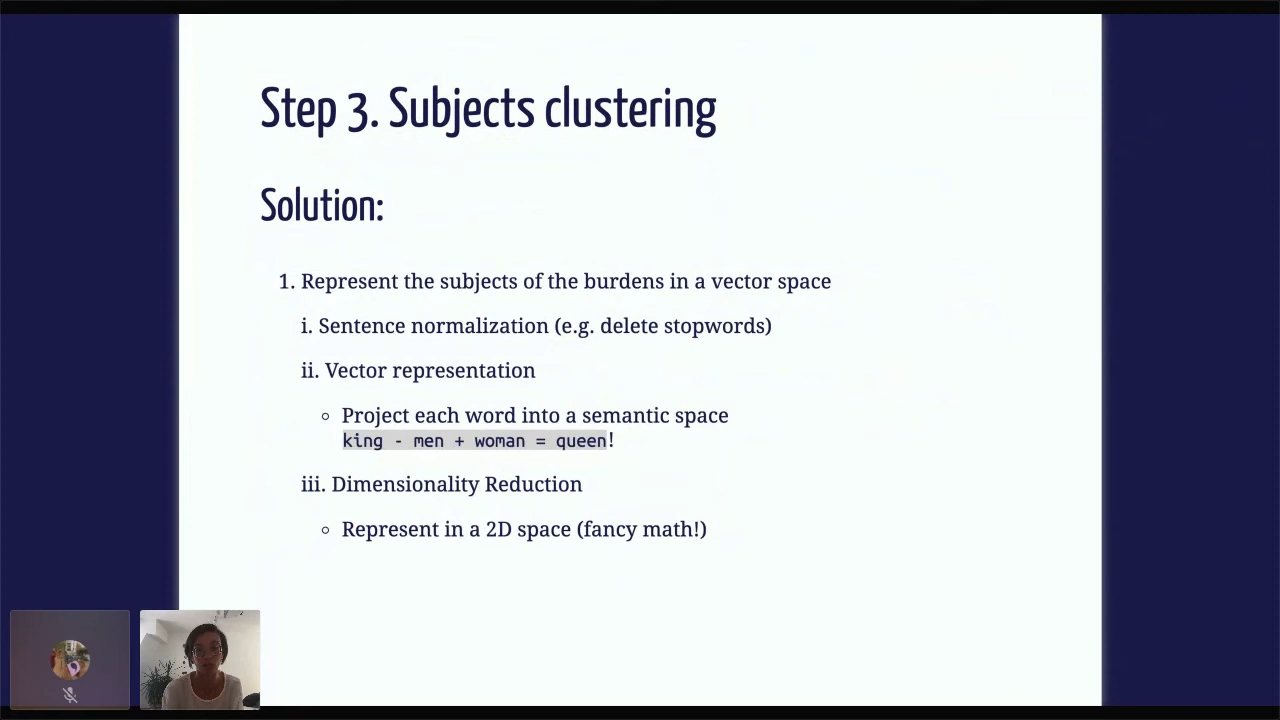 Step 3. Subjects clustering
Solution:
1. Represent the subjects of the burdens in a vector space
i. Sentence normalization (e.g. delete stopwords)
ii. Vector representation
◦ Project each word into a semantic space
king - men + woman = queen!
iii. Dimensionality Reduction
◦ Represent in a 2D space (fancy math!)